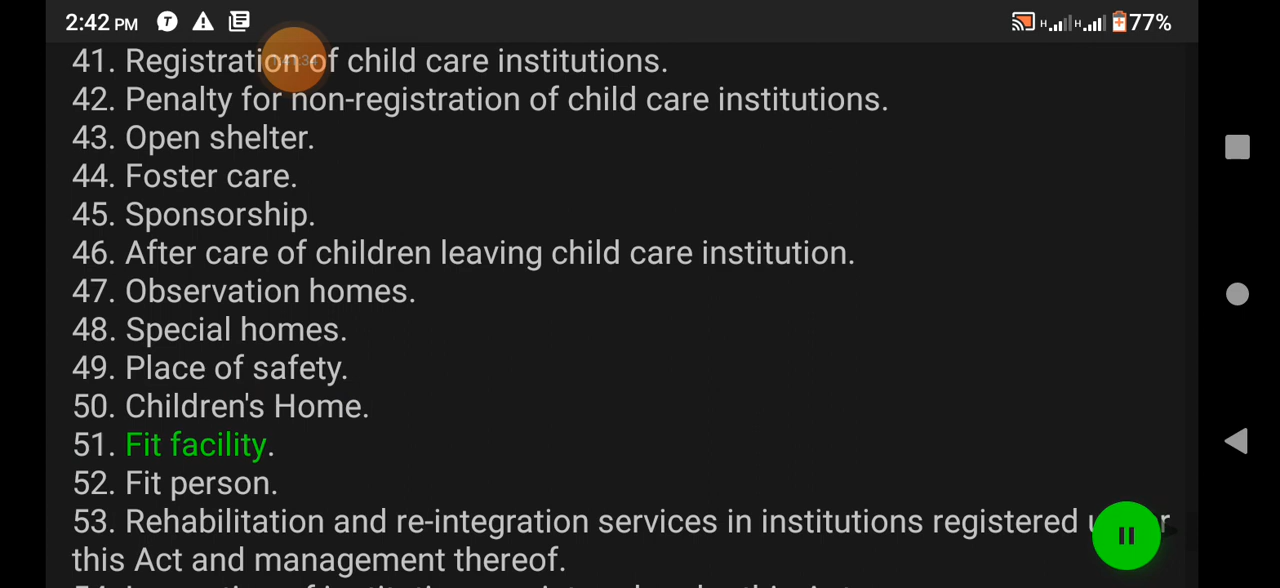 2:42 PM 77%
41. Registration of child care institutions.
42. Penalty for non-registration of child care institutions.
43. Open shelter.
44. Foster care.
45. Sponsorship.
46. After care of children leaving child care institution.
47. Observation homes.
48. Special homes.
49. Place of safety.
50. Children's Home.
51. Fit facility.
52. Fit person.
53. Rehabilitation and re-integration services in institutions registered
this Act and management thereof.